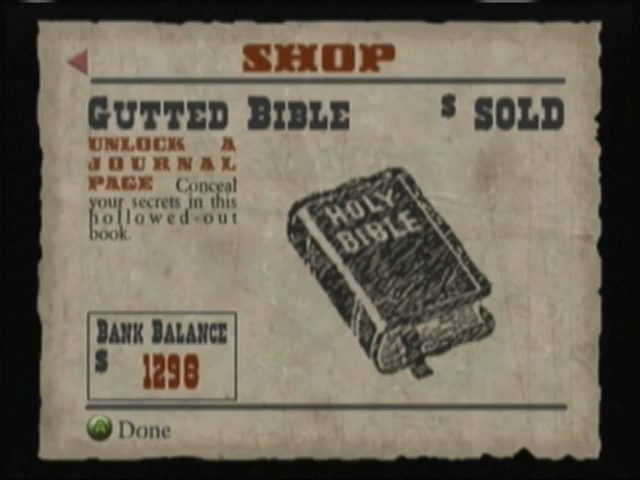 SHOP
GUTTED BIBLE $ SOLD
UNLOCK A
JOURNAL
PAGE Conceal
your secrets in this
hollowed-out
book.
HOLY
BIBLE
BANK BALANCE
$ 1298
A Done